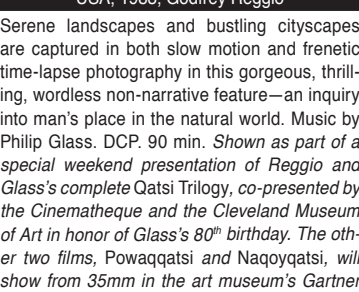 USA, 1983, Godfrey Reggio
Serene landscapes and bustling cityscapes
are captured in both slow motion and frenetic
time-lapse photography in this gorgeous, thrill-
ing, wordless non-narrative feature—an inquiry
into man's place in the natural world. Music by
Philip Glass. DCP. 90 min. Shown as part of a
special weekend presentation of Reggio and
Glass's complete Qatsi Trilogy, co-presented by
the Cinematheque and the Cleveland Museum
of Art in honor of Glass's 80th birthday. The oth-
er two films, Powaqqatsi and Naqoyqatsi, will
show from 35mm in the art museum's Gartner